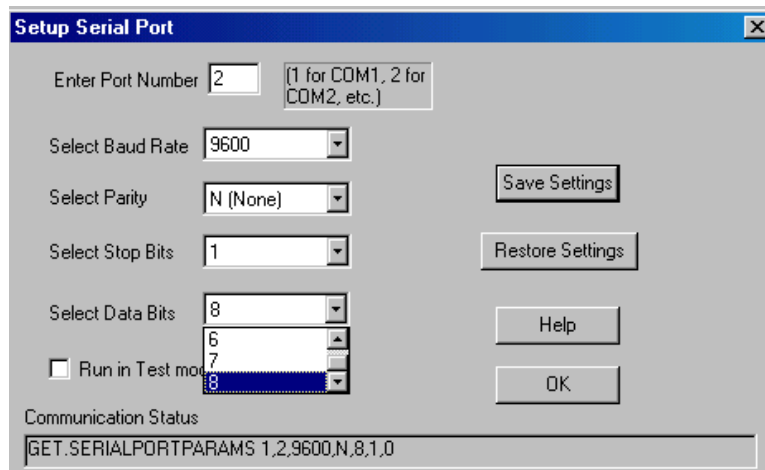 Setup Serial Port
Enter Port Number 2 (1 for COM1, 2 for
COM2, etc.)
Select Baud Rate 9600
Select Parity N (None)
Save Settings
Select Stop Bits 1
Restore Settings
Select Data Bits 8
6
7
8
Help
Run in Test mo
OK
Communication Status
GET.SERIALPORTPARAMS 1,2,9600,N,8,1,0